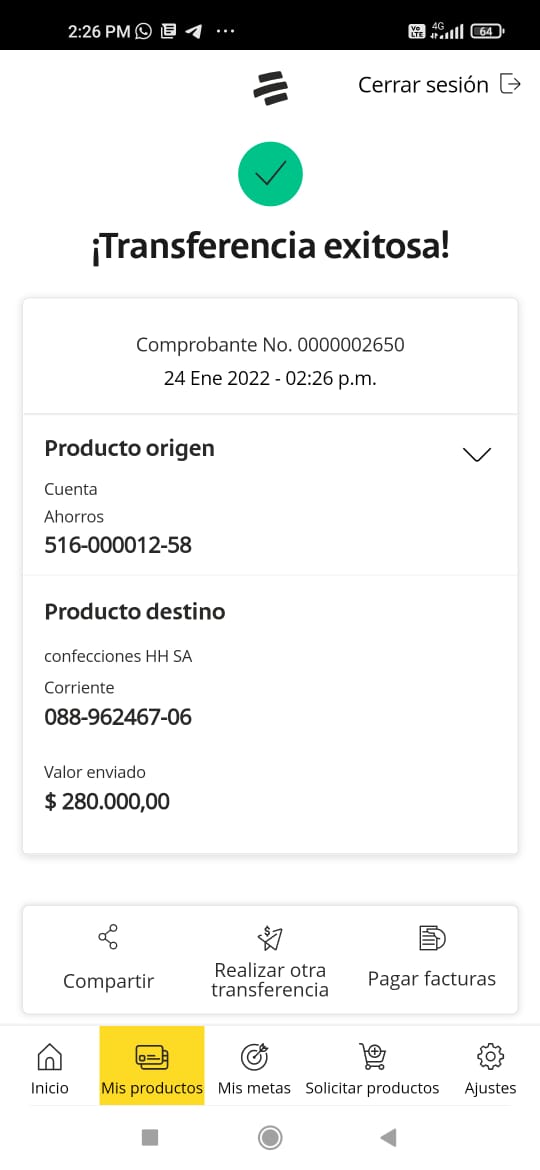 2:26 PM
4G
64
Cerrar sesión
¡Transferencia exitosa!
Comprobante No. 0000002650
24 Ene 2022 - 02:26 p.m.
Producto origen
Cuenta
Ahorros
516-000012-58
Producto destino
confecciones HH SA
Corriente
088-962467-06
Valor enviado
$ 280.000,00
Compartir
Realizar otra
transferencia
Pagar facturas
Inicio
Mis productos
Mis metas
Solicitar productos
Ajustes